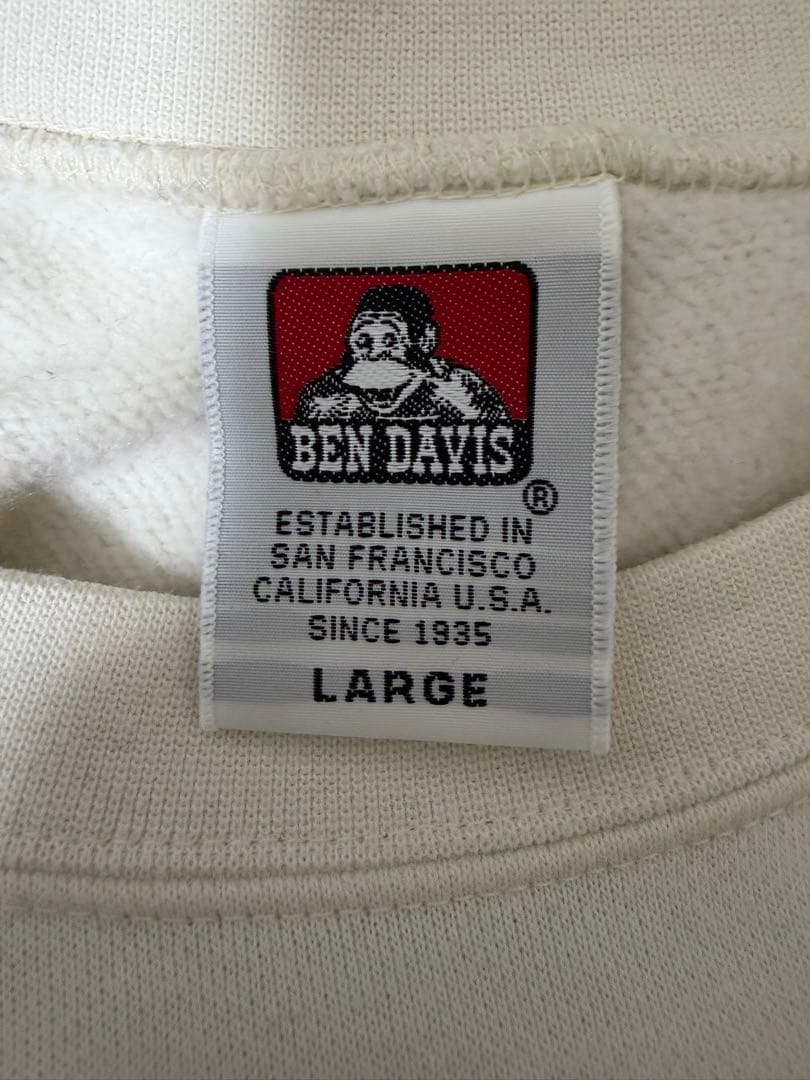 BEN DAVIS
®
ESTABLISHED IN
SAN FRANCISCO
CALIFORNIA U.S.A.
SINCE 1935
LARGE